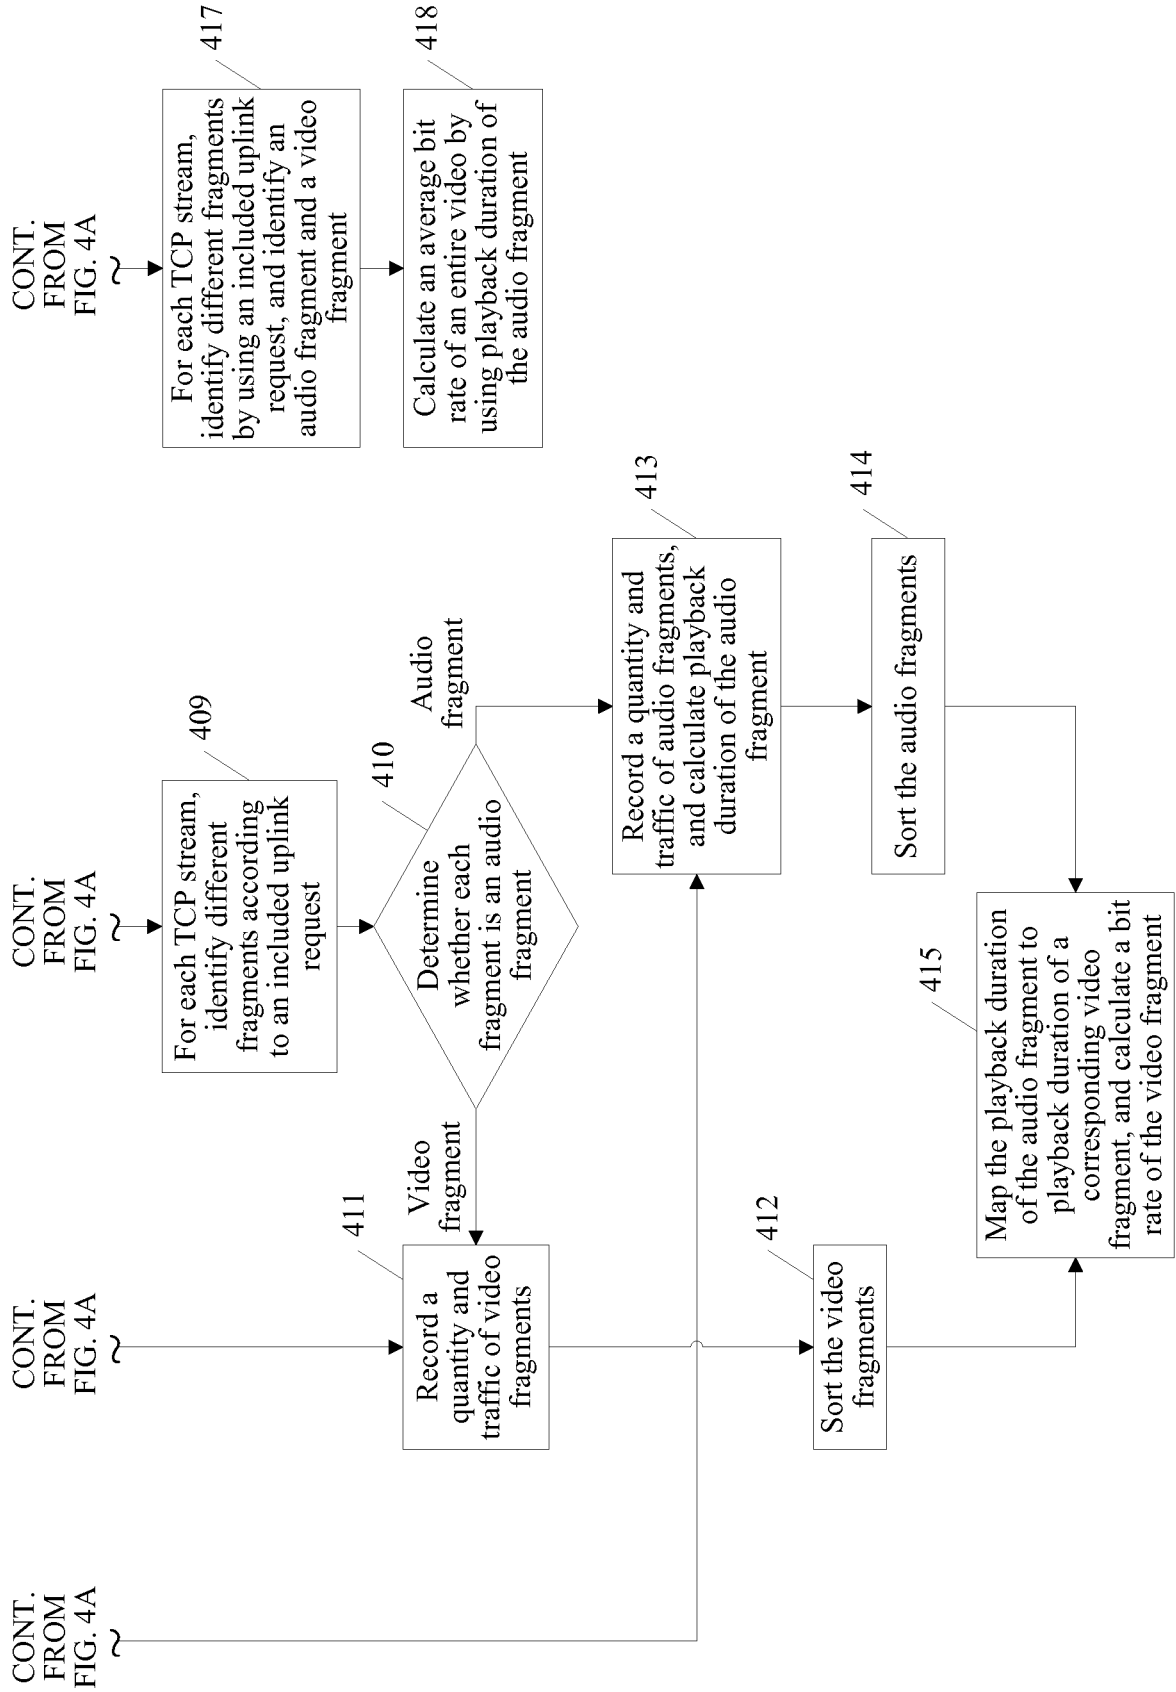 CONT.
FROM
FIG. 4A
CONT.
FROM
FIG. 4A
CONT.
FROM
FIG. 4A
CONT.
FROM
FIG. 4A
409
For each TCP stream,
identify different
fragments according
to an included uplink
request
417
For each TCP stream,
identify different fragments
by using an included uplink
request, and identify an
audio fragment and a video
fragment
410
Determine
whether each
fragment is an audio
fragment
Video
fragment
Audio
fragment
411
Record a
quantity and
traffic of video
fragments
418
Calculate an average bit
rate of an entire video by
using playback duration of
the audio fragment
413
Record a quantity and
traffic of audio fragments,
and calculate playback
duration of the audio
fragment
412
Sort the video
fragments
414
Sort the audio fragments
415
Map the playback duration
of the audio fragment to
playback duration of a
corresponding video
fragment, and calculate a bit
rate of the video fragment